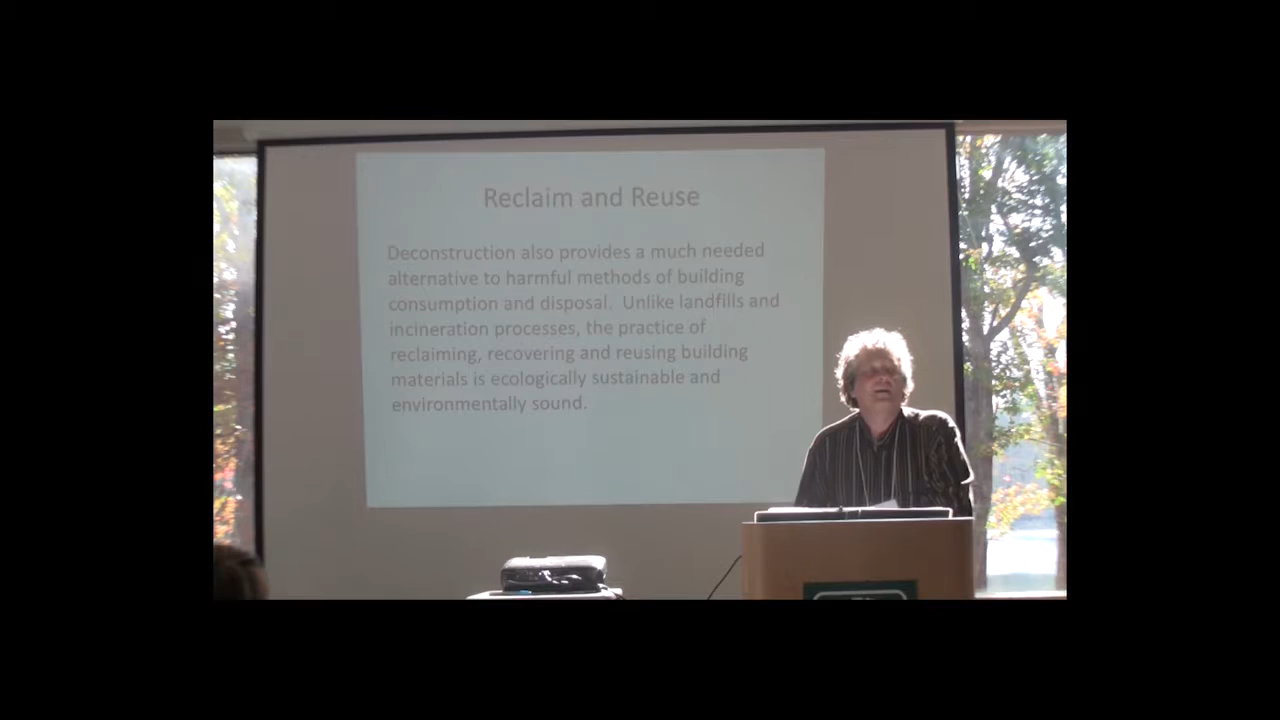 Reclaim and Reuse
Deconstruction also provides a much needed
alternative to harmful methods of building
consumption and disposal.  Unlike landfills and
incineration processes, the practice of
reclaiming, recovering and reusing building
materials is ecologically sustainable and
environmentally sound.